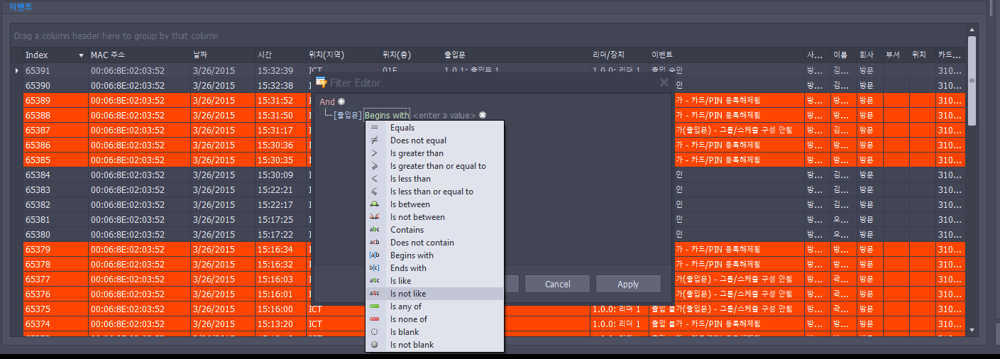 이벤트
Drag a column header here to group by that column
Index MAC 주소 날짜 시간 위치(지역) 위치(층) 출입문 리더/장치 이벤트 사... 이름 회사 부서 위치 카드...
65391 00:06:8E:02:03:52 3/26/2015 15:32:39 ICT 01F 1.0.1: 출입문 1 1.0.0: 리더 1 출입 승인 방... 김... 방문 310...
65390 00:06:8E:02:03:52 3/26/2015 15:32:38 인 방... 김... 방문 310...
65389 00:06:8E:02:03:52 3/26/2015 15:31:52 가 - 카드/PIN 등록해제됨 방... 방... 방문 310...
65388 00:06:8E:02:03:52 3/26/2015 15:31:50 가 - 카드/PIN 등록해제됨 방... 방... 방문 310...
65387 00:06:8E:02:03:52 3/26/2015 15:31:17 가(출입문) - 그룹/스케줄 구성 안됨 방... 방... 방문 310...
65386 00:06:8E:02:03:52 3/26/2015 15:30:36 가 - 카드/PIN 등록해제됨 방... 방... 방문 310...
65385 00:06:8E:02:03:52 3/26/2015 15:30:35 가 - 카드/PIN 등록해제됨 방... 방... 방문 310...
65384 00:06:8E:02:03:52 3/26/2015 15:30:09 인 방... 김... 방문 310...
65383 00:06:8E:02:03:52 3/26/2015 15:22:21 인 방... 김... 방문 310...
65382 00:06:8E:02:03:52 3/26/2015 15:22:17 인 방... 김... 방문 310...
65381 00:06:8E:02:03:52 3/26/2015 15:17:25 인 방... 오... 방문 310...
65380 00:06:8E:02:03:52 3/26/2015 15:17:22 인 방... 오... 방문 310...
65379 00:06:8E:02:03:52 3/26/2015 15:16:34 가 - 카드/PIN 등록해제됨 방... 방... 방문 310...
65378 00:06:8E:02:03:52 3/26/2015 15:16:32 가 - 카드/PIN 등록해제됨 방... 방... 방문 310...
65377 00:06:8E:02:03:52 3/26/2015 15:16:03 가(출입문) - 그룹/스케줄 구성 안됨 방... 곽... 방문 310...
65376 00:06:8E:02:03:52 3/26/2015 15:16:01 가(출입문) - 그룹/스케줄 구성 안됨 방... 곽... 방문 310...
65375 00:06:8E:02:03:52 3/26/2015 15:16:00 ICT 1.0.0: 리더 1 출입 불가(출입문) - 그룹/스케줄 구성 안됨 방... 곽... 방문 310...
65374 00:06:8E:02:03:52 3/26/2015 15:13:20 ICT 1.0.0: 리더 1 출입 불가 - 카드/PIN 등록해제됨 방... 방... 방문 310...
Filter Editor
And
[출입문] Begins with <enter a value>
= Equals
≠ Does not equal
> Is greater than
≥ Is greater than or equal to
< Is less than
≤ Is less than or equal to
Is between
Is not between
abc Contains
acb Does not contain
[a]b Begins with
b[c] Ends with
a%c Is like
a%c Is not like
Is any of
Is none of
Is blank
Is not blank
Cancel Apply